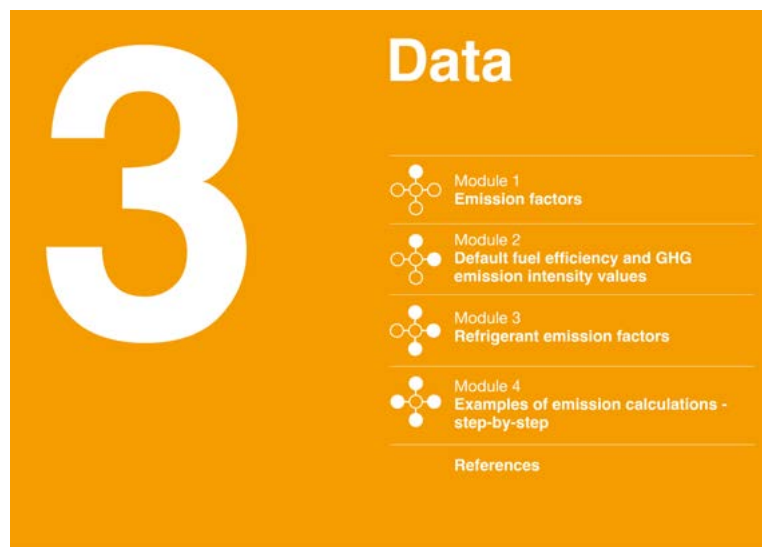 3
Data
Module 1
Emission factors
Module 2
Default fuel efficiency and GHG
emission intensity values
Module 3
Refrigerant emission factors
Module 4
Examples of emission calculations -
step-by-step
References